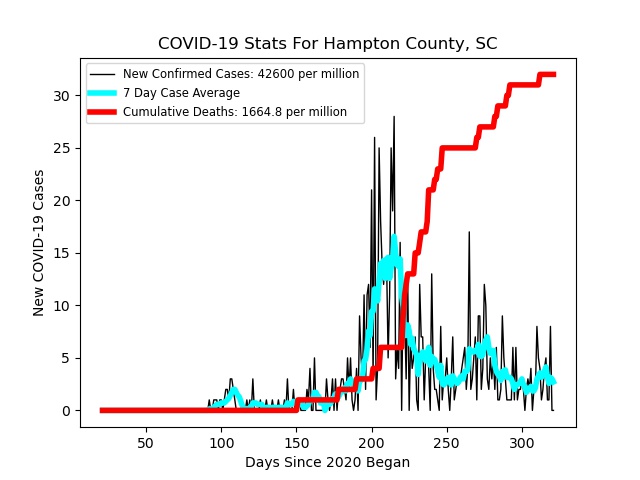 COVID-19 Stats For Hampton County, SC
New Confirmed Cases: 42600 per million
7 Day Case Average
Cumulative Deaths: 1664.8 per million
New COVID-19 Cases
30
25
20
15
10
5
0
50 100 150 200 250 300
Days Since 2020 Began